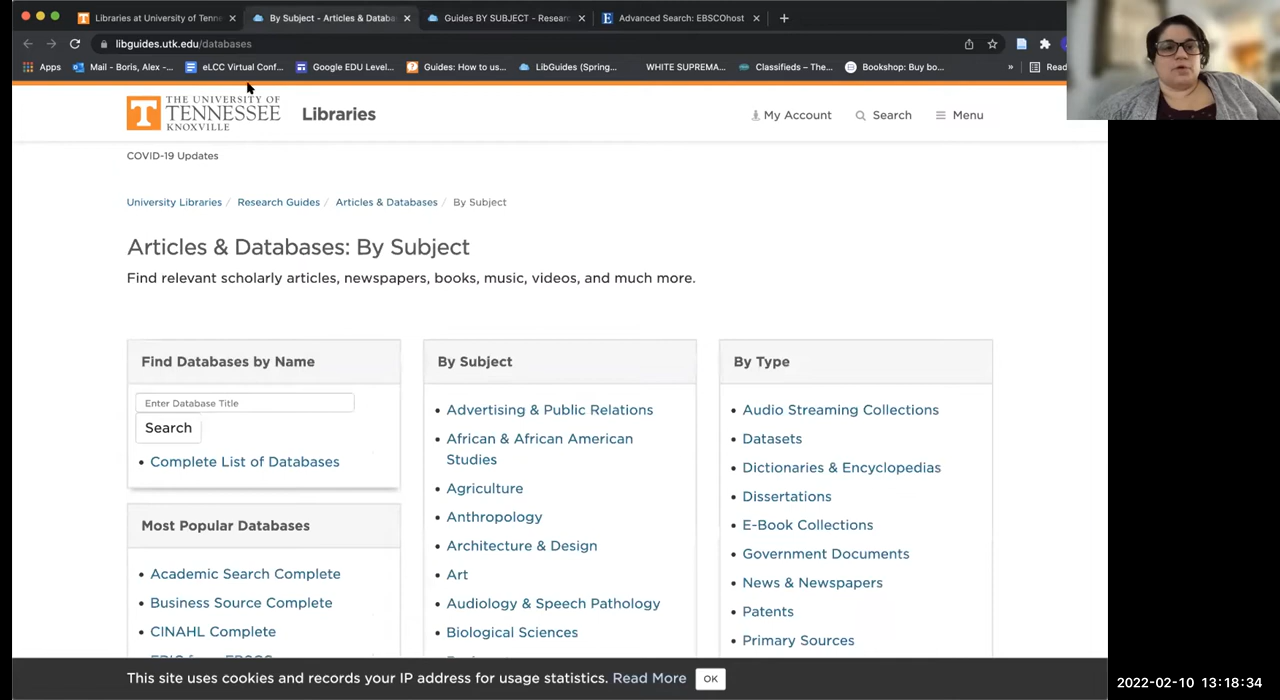 Libraries at University of Tenne
By Subject - Articles & Databa
Guides BY SUBJECT - Resear
Advanced Search: EBSCOhost
libguides.utk.edu/databases
Apps
Mail - Boris, Alex -...
eLCC Virtual Conf...
Google EDU Level...
Guides: How to us...
LibGuides (Spring...
WHITE SUPREMA...
Classifieds - The...
Bookshop: Buy bo...
»
Read
THE UNIVERSITY OF
TENNESSEE
KNOXVILLE
Libraries
My Account
Search
Menu
COVID-19 Updates
University Libraries / Research Guides / Articles & Databases / By Subject
Articles & Databases: By Subject
Find relevant scholarly articles, newspapers, books, music, videos, and much more.
Find Databases by Name
Enter Database Title
Search
• Complete List of Databases
Most Popular Databases
• Academic Search Complete
• Business Source Complete
• CINAHL Complete
By Subject
• Advertising & Public Relations
• African & African American
Studies
• Agriculture
• Anthropology
• Architecture & Design
• Art
• Audiology & Speech Pathology
• Biological Sciences
By Type
• Audio Streaming Collections
• Datasets
• Dictionaries & Encyclopedias
• Dissertations
• E-Book Collections
• Government Documents
• News & Newspapers
• Patents
• Primary Sources
This site uses cookies and records your IP address for usage statistics. Read More
OK
2022-02-10 13:18:34